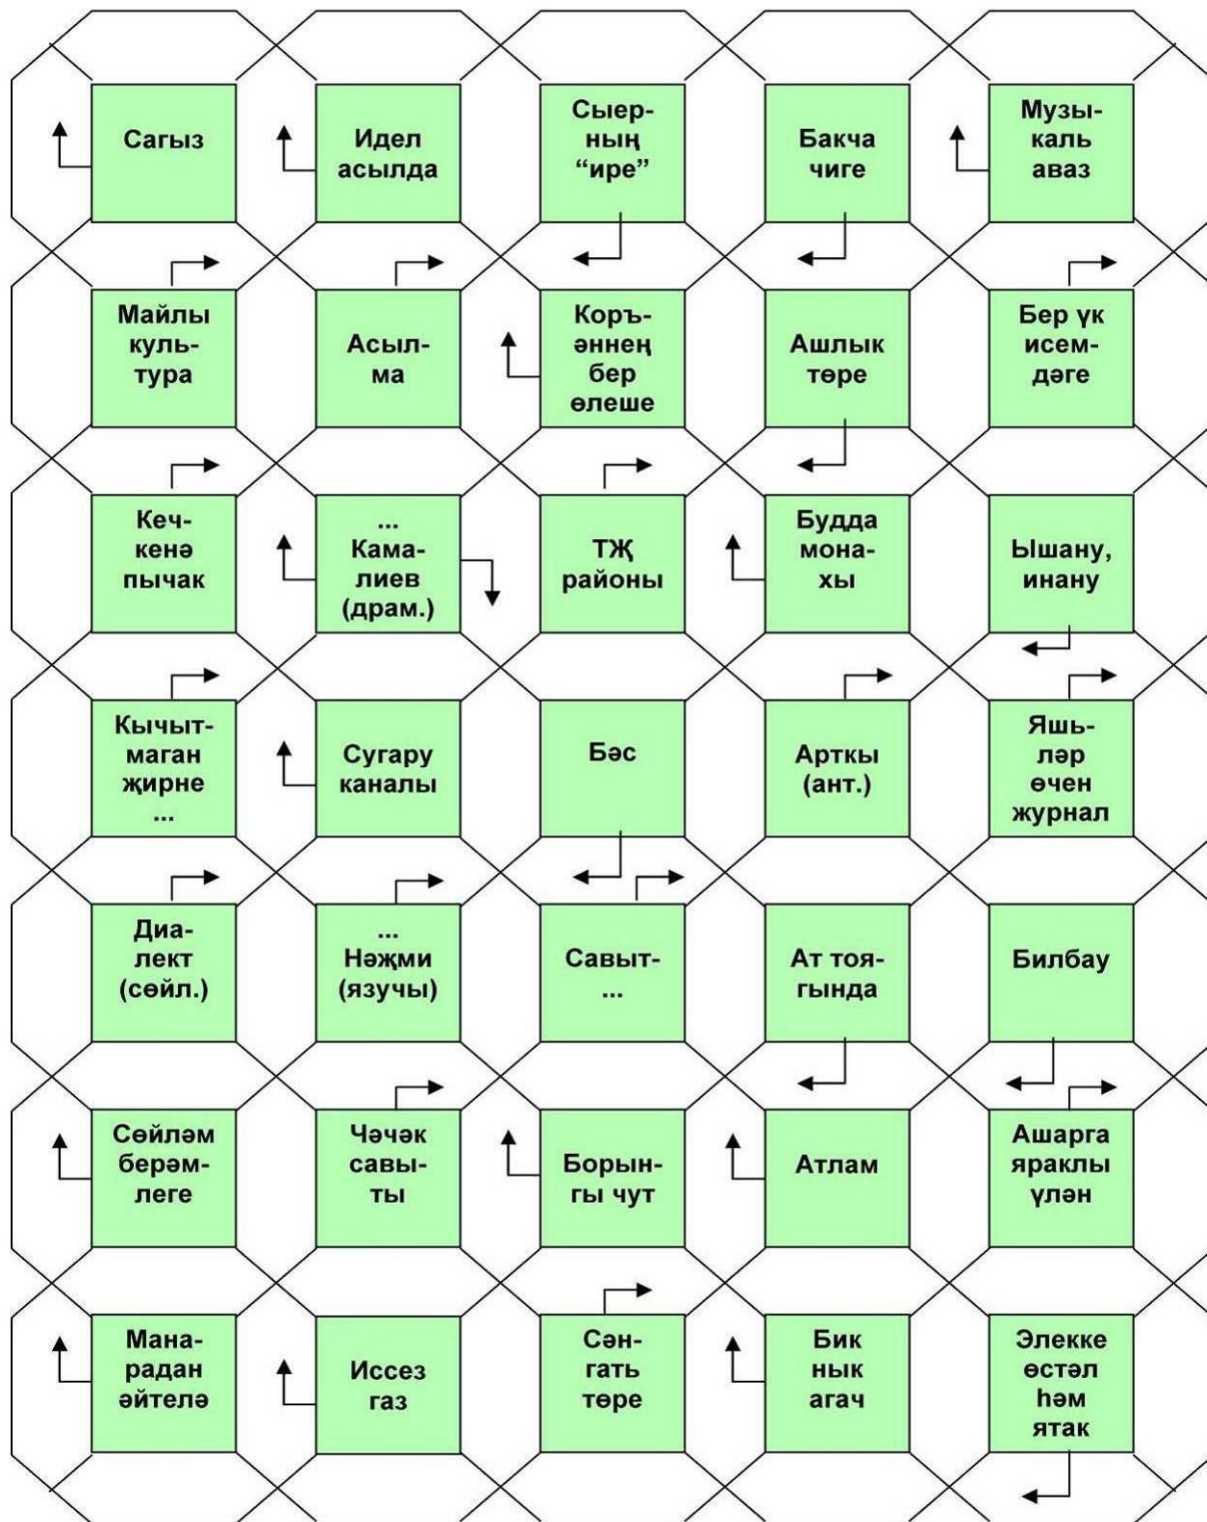 Сагыз
Идел
асылда
Сыер-
ның
“ире”
Бакча
чиге
Музы-
каль
аваз
Майлы
куль-
тура
Асыл-
ма
Коръ-
әннең
бер
өлеше
Ашлык
төре
Бер үк
исем-
дәге
Кеч-
кенә
пычак
...
Кама-
лиев
(драм.)
ТҖ
районы
Будда
мона-
хы
Ышану,
инану
Кычыт-
маган
җирне
...
Сугару
каналы
Бәс
Арткы
(ант.)
Яшь-
ләр
өчен
журнал
Диа-
лект
(сөйл.)
...
Нәҗми
(язучы)
Савыт-
...
Ат тоя-
гында
Билбау
Сөйләм
берәм-
леге
Чәчәк
савы-
ты
Борын-
гы чут
Атлам
Ашарга
яраклы
үлән
Мана-
радан
әйтелә
Иссез
газ
Сән-
гать
төре
Бик
нык
агач
Элекке
өстәл
һәм
ятак